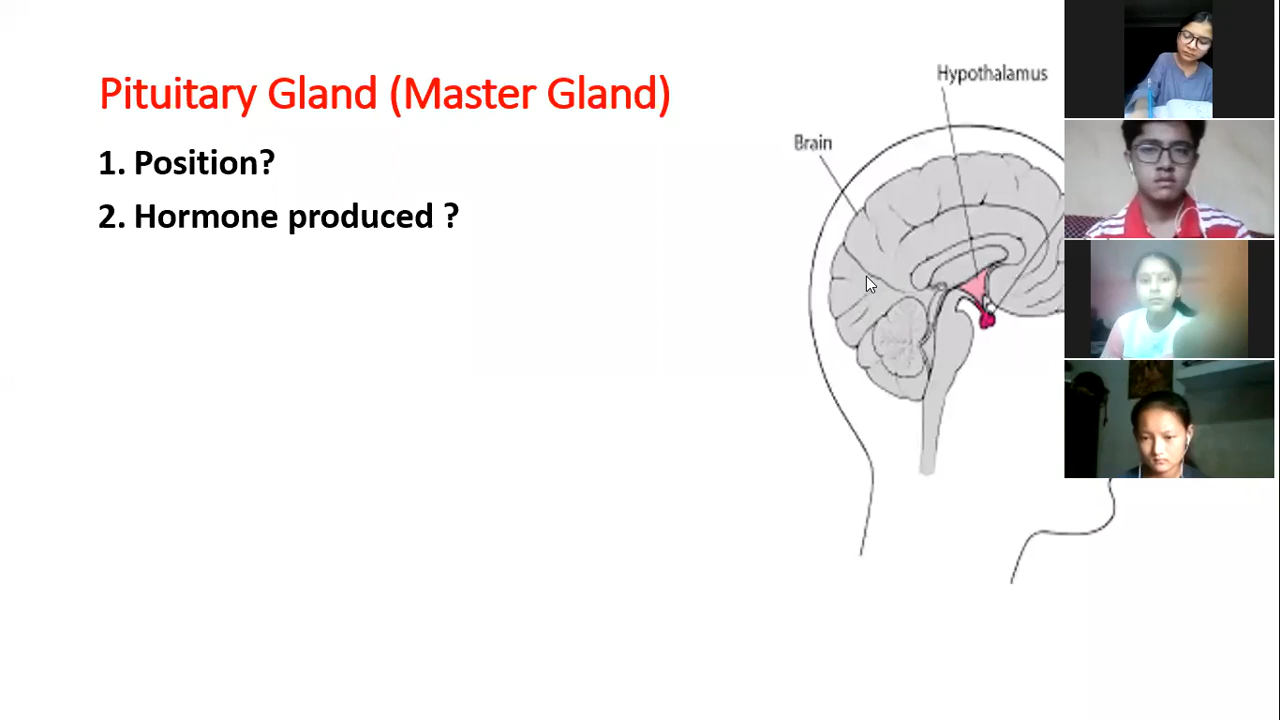 Pituitary Gland (Master Gland)
1. Position?
2. Hormone produced ?
Hypothalamus
Brain